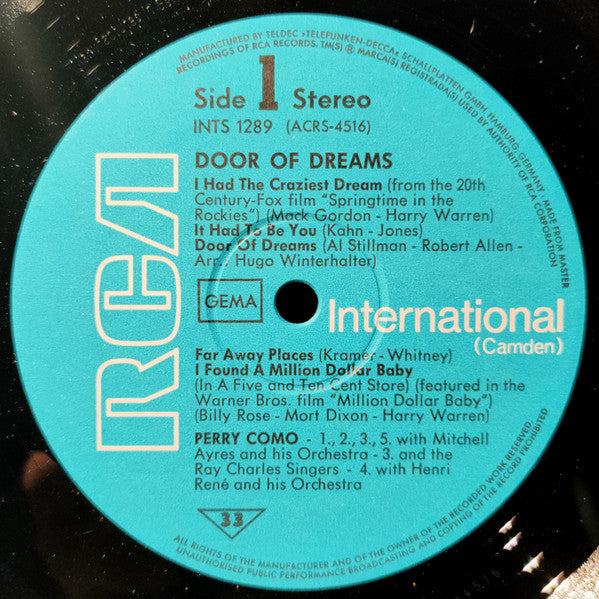 MANUFACTURED BY TELDEC »TELEFUNKEN-DECCA« SCHALLPLATTEN GMBH, HAMBURG, GERMANY, MADE FROM MASTER
RECORDINGS OF RCA RECORDS. TM(S) ® MARCA(S) REGISTRADA(S) USED BY AUTHORITY OF RCA CORPORATION
Side 1 Stereo
INTS 1289 (ACRS-4516)
DOOR OF DREAMS
I Had The Craziest Dream (from the 20th
Century-Fox film "Springtime in the
Rockies") (Mack Gordon - Harry Warren)
It Had To Be You (Kahn - Jones)
Door Of Dreams (Al Stillman - Robert Allen -
Arr.: Hugo Winterhalter)
RCA
GEMA
International
(Camden)
Far Away Places (Kramer - Whitney)
I Found A Million Dollar Baby
(In A Five and Ten Cent Store) (featured in the
Warner Bros. film "Million Dollar Baby")
(Billy Rose - Mort Dixon - Harry Warren)
PERRY COMO - 1., 2., 3., 5. with Mitchell
Ayres and his Orchestra - 3. and the
Ray Charles Singers - 4. with Henri
René and his Orchestra
33
ALL RIGHTS OF THE MANUFACTURER AND OF THE OWNER OF THE RECORDED WORK RESERVED.
UNAUTHORISED PUBLIC PERFORMANCE BROADCASTING AND COPYING OF THE RECORD PROHIBITED